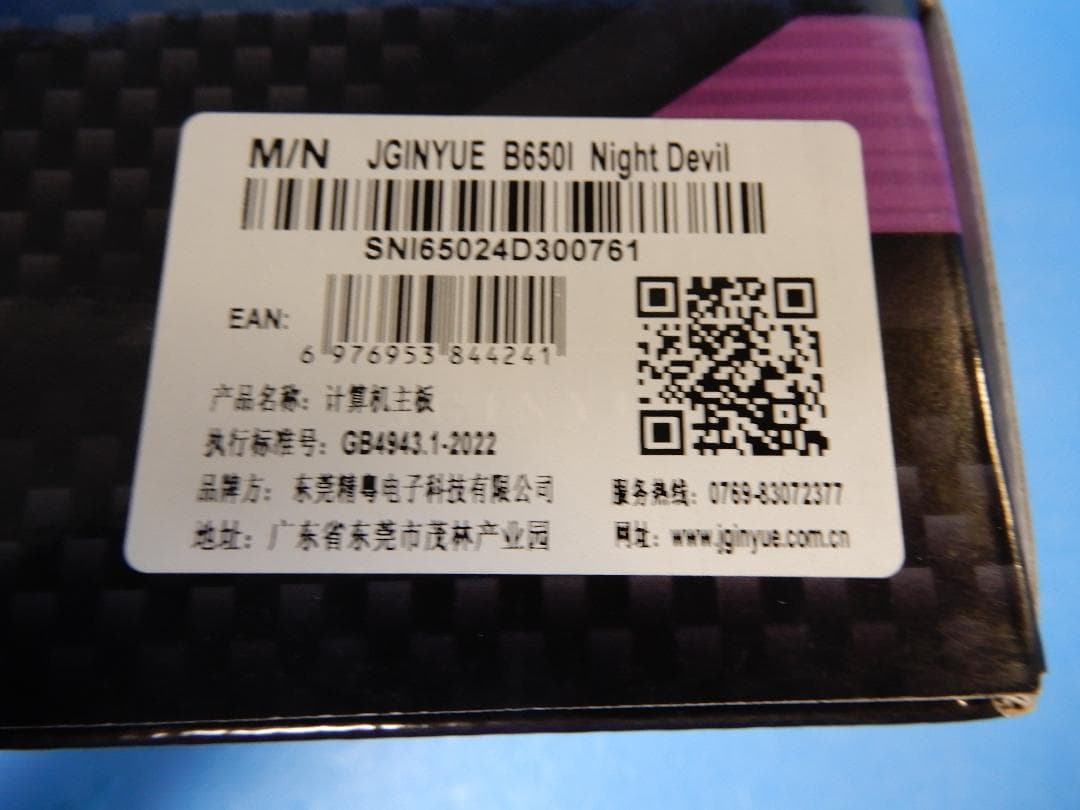 M/N JGINYUE B650I Night Devil
SNI65024D300761
EAN:
6 976953 844241
产品名称：计算机主板
执行标准号：GB4943.1-2022
品牌方：东莞精粤电子科技有限公司
服务热线：0769-83072377
地址：广东省东莞市茂林产业园
网址：www.jginyue.com.cn